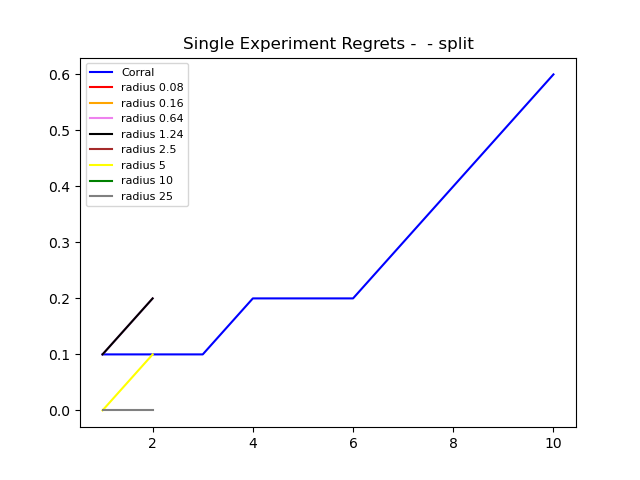 Single Experiment Regrets -  - split
Corral
radius 0.08
radius 0.16
radius 0.64
radius 1.24
radius 2.5
radius 5
radius 10
radius 25
0.6
0.5
0.4
0.3
0.2
0.1
0.0
2 4 6 8 10